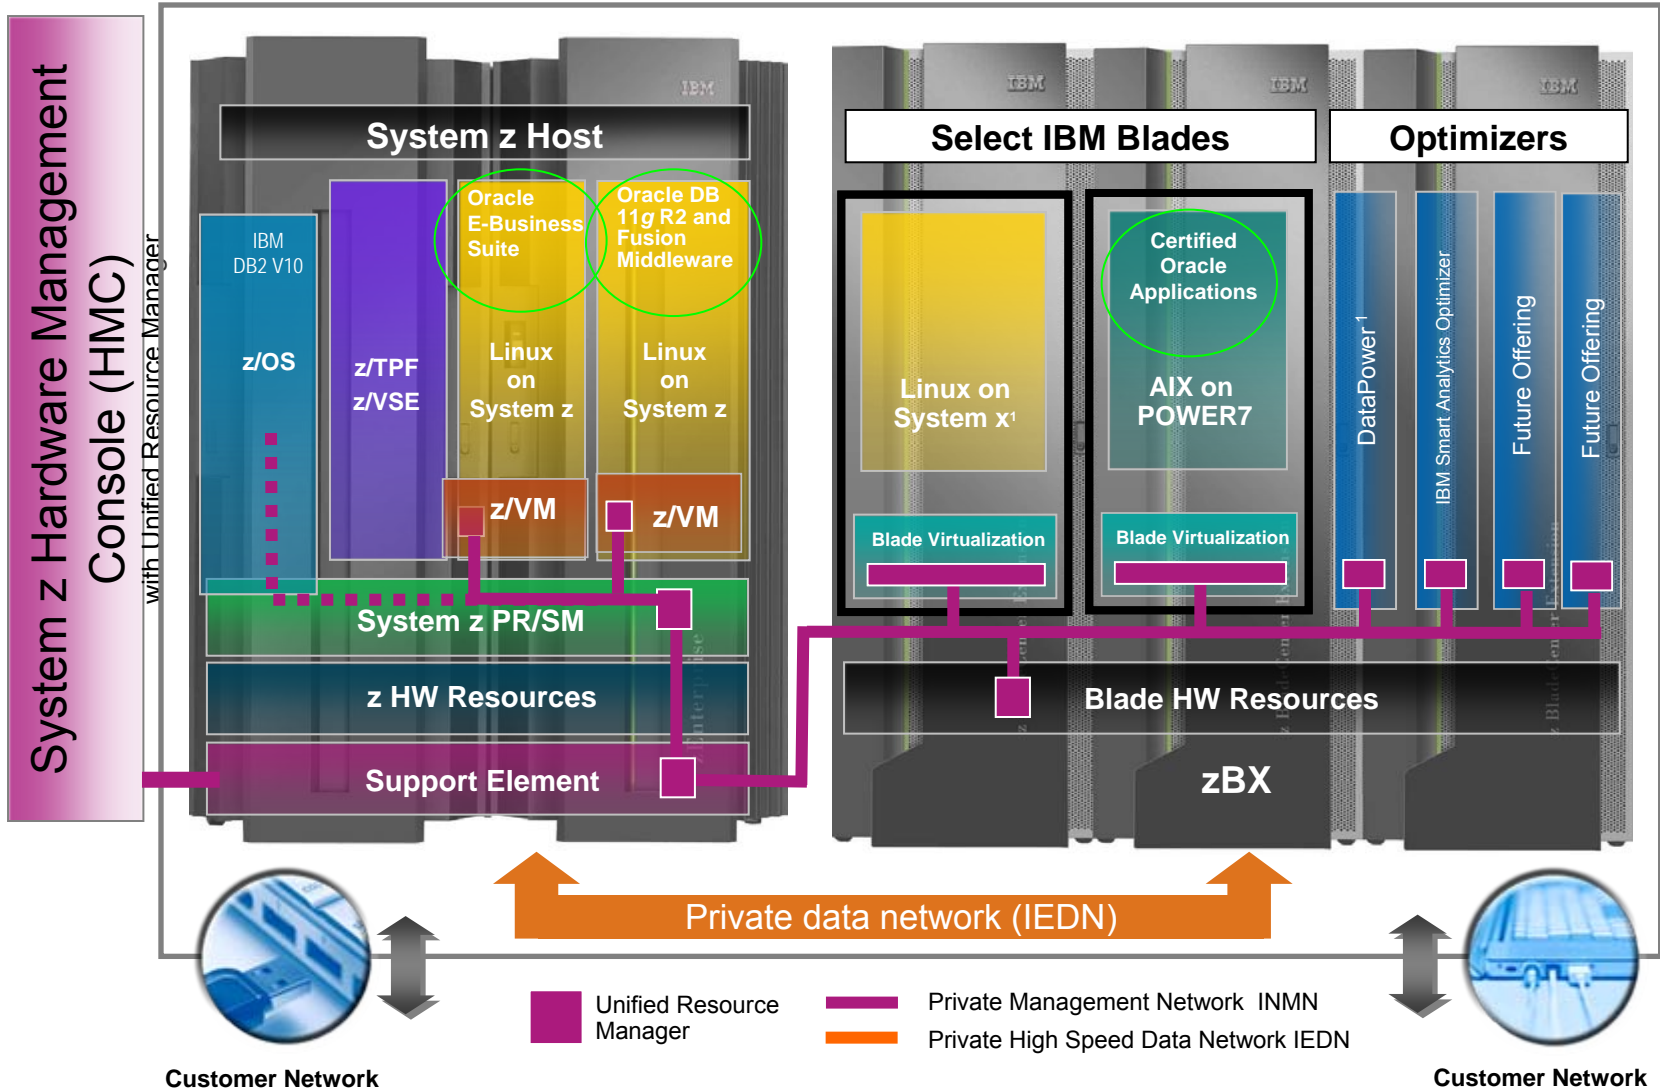 System z Hardware Management
Console (HMC)
with Unified Resource Manager
IBM
System z Host
IBM
DB2 V10
z/OS
z/TPF
z/VSE
Oracle
E-Business
Suite
Linux
on
System z
z/VM
Oracle DB
11g R2 and
Fusion
Middleware
Linux
on
System z
z/VM
System z PR/SM
z HW Resources
Support Element
zEnterprise
IBM
IBM
IBM
Select IBM Blades
Optimizers
Linux on
System x¹
Blade Virtualization
Certified
Oracle
Applications
AIX on
POWER7
Blade Virtualization
DataPower¹
IBM Smart Analytics Optimizer
Future Offering
Future Offering
Blade HW Resources
z BladeCenter Extension
zBX
Private data network (IEDN)
Unified Resource
Manager
Private Management Network INMN
Private High Speed Data Network IEDN
Customer Network
Customer Network